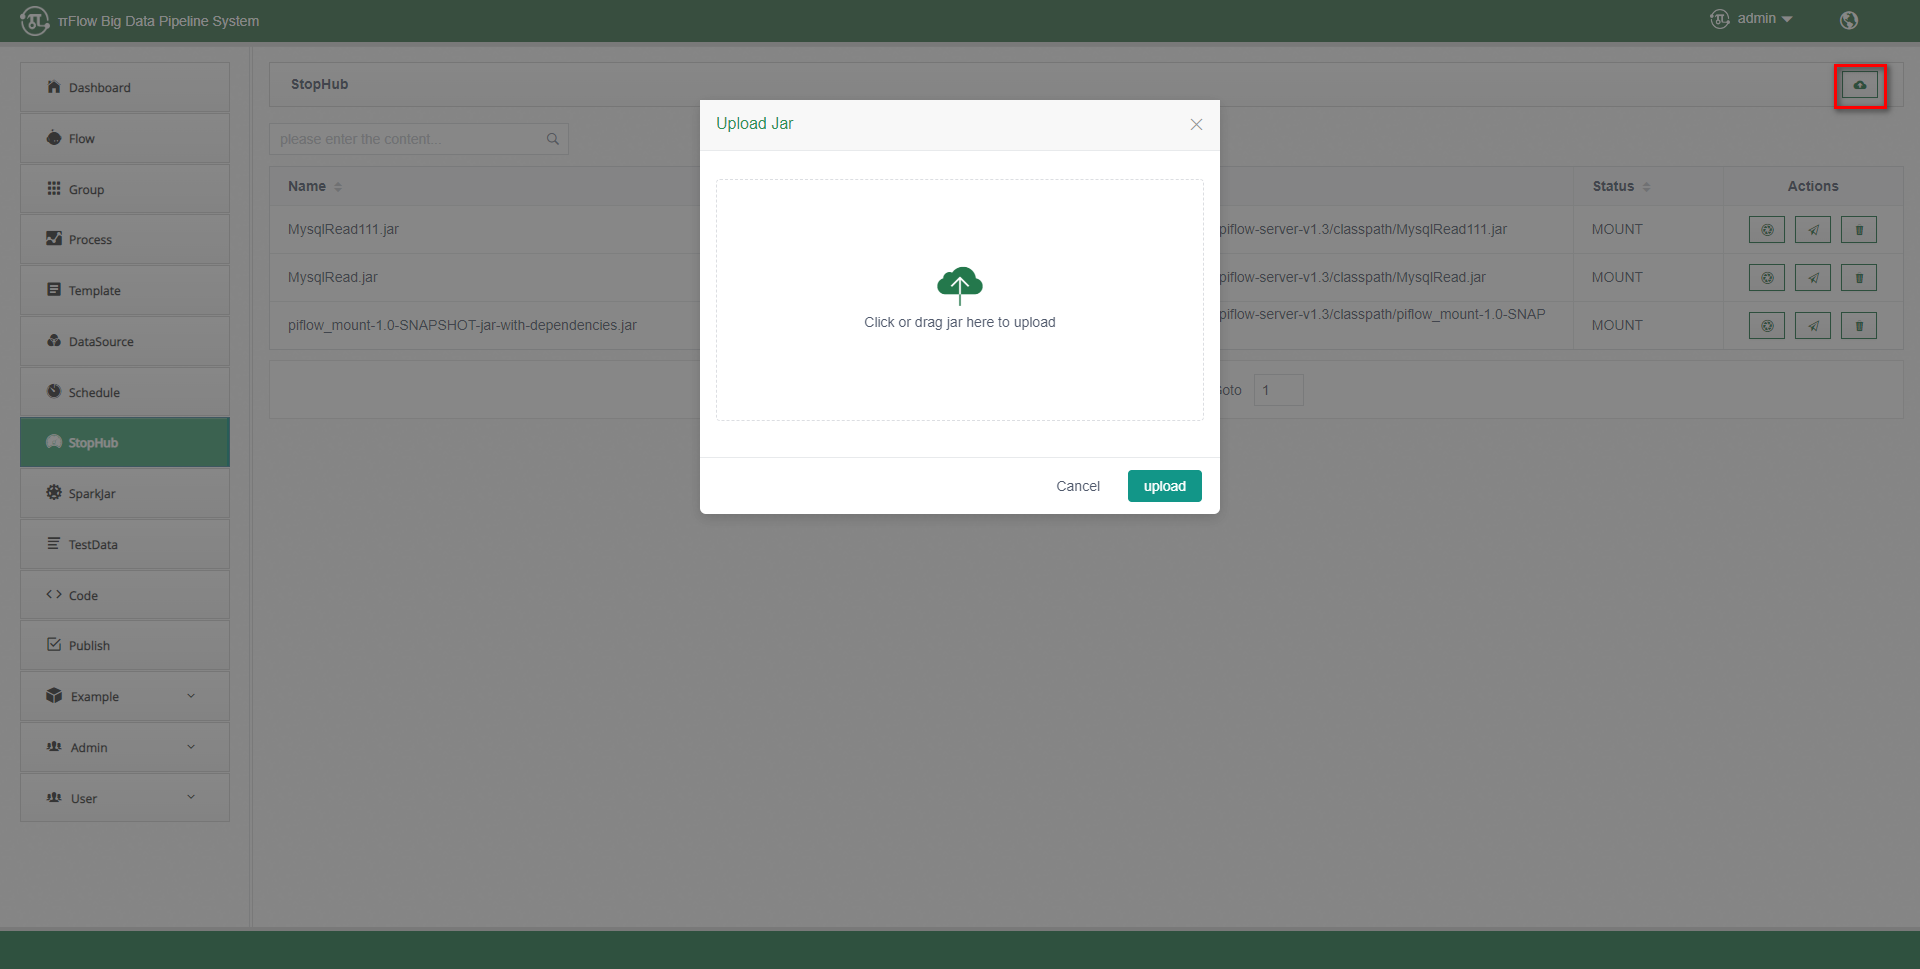 πFlow Big Data Pipeline System
admin
Dashboard
Flow
Group
Process
Template
DataSource
Schedule
StopHub
SparkJar
TestData
Code
Publish
Example
Admin
User
StopHub
please enter the content...
Name
Status
Actions
MysqlRead111.jar
piflow-server-v1.3/classpath/MysqlRead111.jar
MOUNT
MysqlRead.jar
piflow-server-v1.3/classpath/MysqlRead.jar
MOUNT
piflow_mount-1.0-SNAPSHOT-jar-with-dependencies.jar
piflow-server-v1.3/classpath/piflow_mount-1.0-SNAP
MOUNT
oto
1
Upload Jar
Click or drag jar here to upload
Cancel
upload